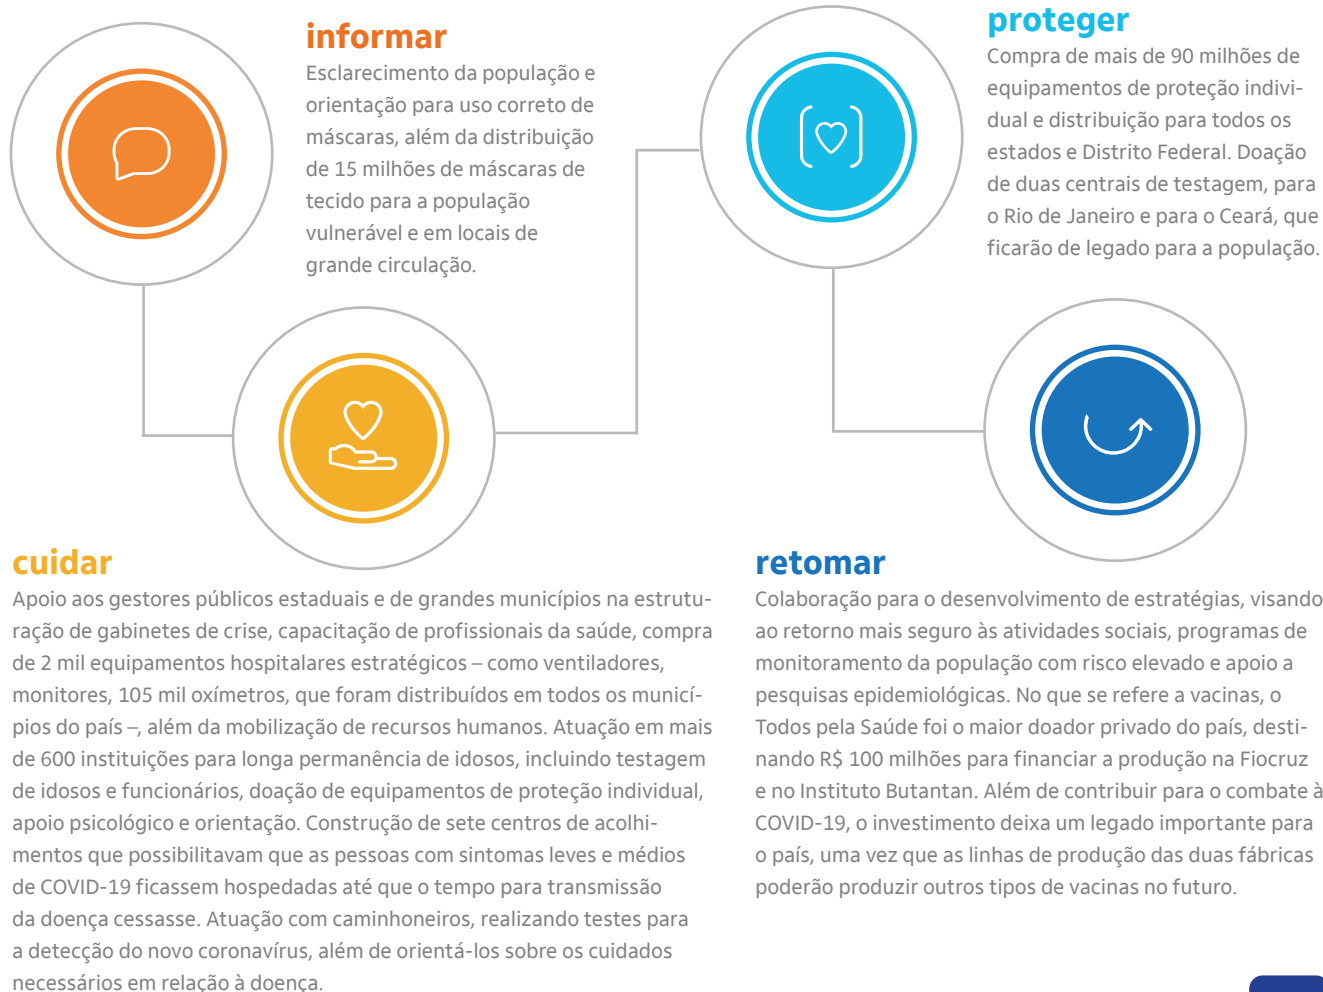 informar
Esclarecimento da população e
orientação para uso correto de
máscaras, além da distribuição
de 15 milhões de máscaras de
tecido para a população
vulnerável e em locais de
grande circulação.
cuidar
Apoio aos gestores públicos estaduais e de grandes municípios na estrutu-
ração de gabinetes de crise, capacitação de profissionais da saúde, compra
de 2 mil equipamentos hospitalares estratégicos – como ventiladores,
monitores, 105 mil oxímetros, que foram distribuídos em todos os municí-
pios do país –, além da mobilização de recursos humanos. Atuação em mais
de 600 instituições para longa permanência de idosos, incluindo testagem
de idosos e funcionários, doação de equipamentos de proteção individual,
apoio psicológico e orientação. Construção de sete centros de acolhi-
mentos que possibilitavam que as pessoas com sintomas leves e médios
de COVID-19 ficassem hospedadas até que o tempo para transmissão
da doença cessasse. Atuação com caminhoneiros, realizando testes para
a detecção do novo coronavírus, além de orientá-los sobre os cuidados
necessários em relação à doença.
proteger
Compra de mais de 90 milhões de
equipamentos de proteção indivi-
dual e distribuição para todos os
estados e Distrito Federal. Doação
de duas centrais de testagem, para
o Rio de Janeiro e para o Ceará, que
ficarão de legado para a população.
retomar
Colaboração para o desenvolvimento de estratégias, visando
ao retorno mais seguro às atividades sociais, programas de
monitoramento da população com risco elevado e apoio a
pesquisas epidemiológicas. No que se refere a vacinas, o
Todos pela Saúde foi o maior doador privado do país, desti-
nando R$ 100 milhões para financiar a produção na Fiocruz
e no Instituto Butantan. Além de contribuir para o combate à
COVID-19, o investimento deixa um legado importante para
o país, uma vez que as linhas de produção das duas fábricas
poderão produzir outros tipos de vacinas no futuro.